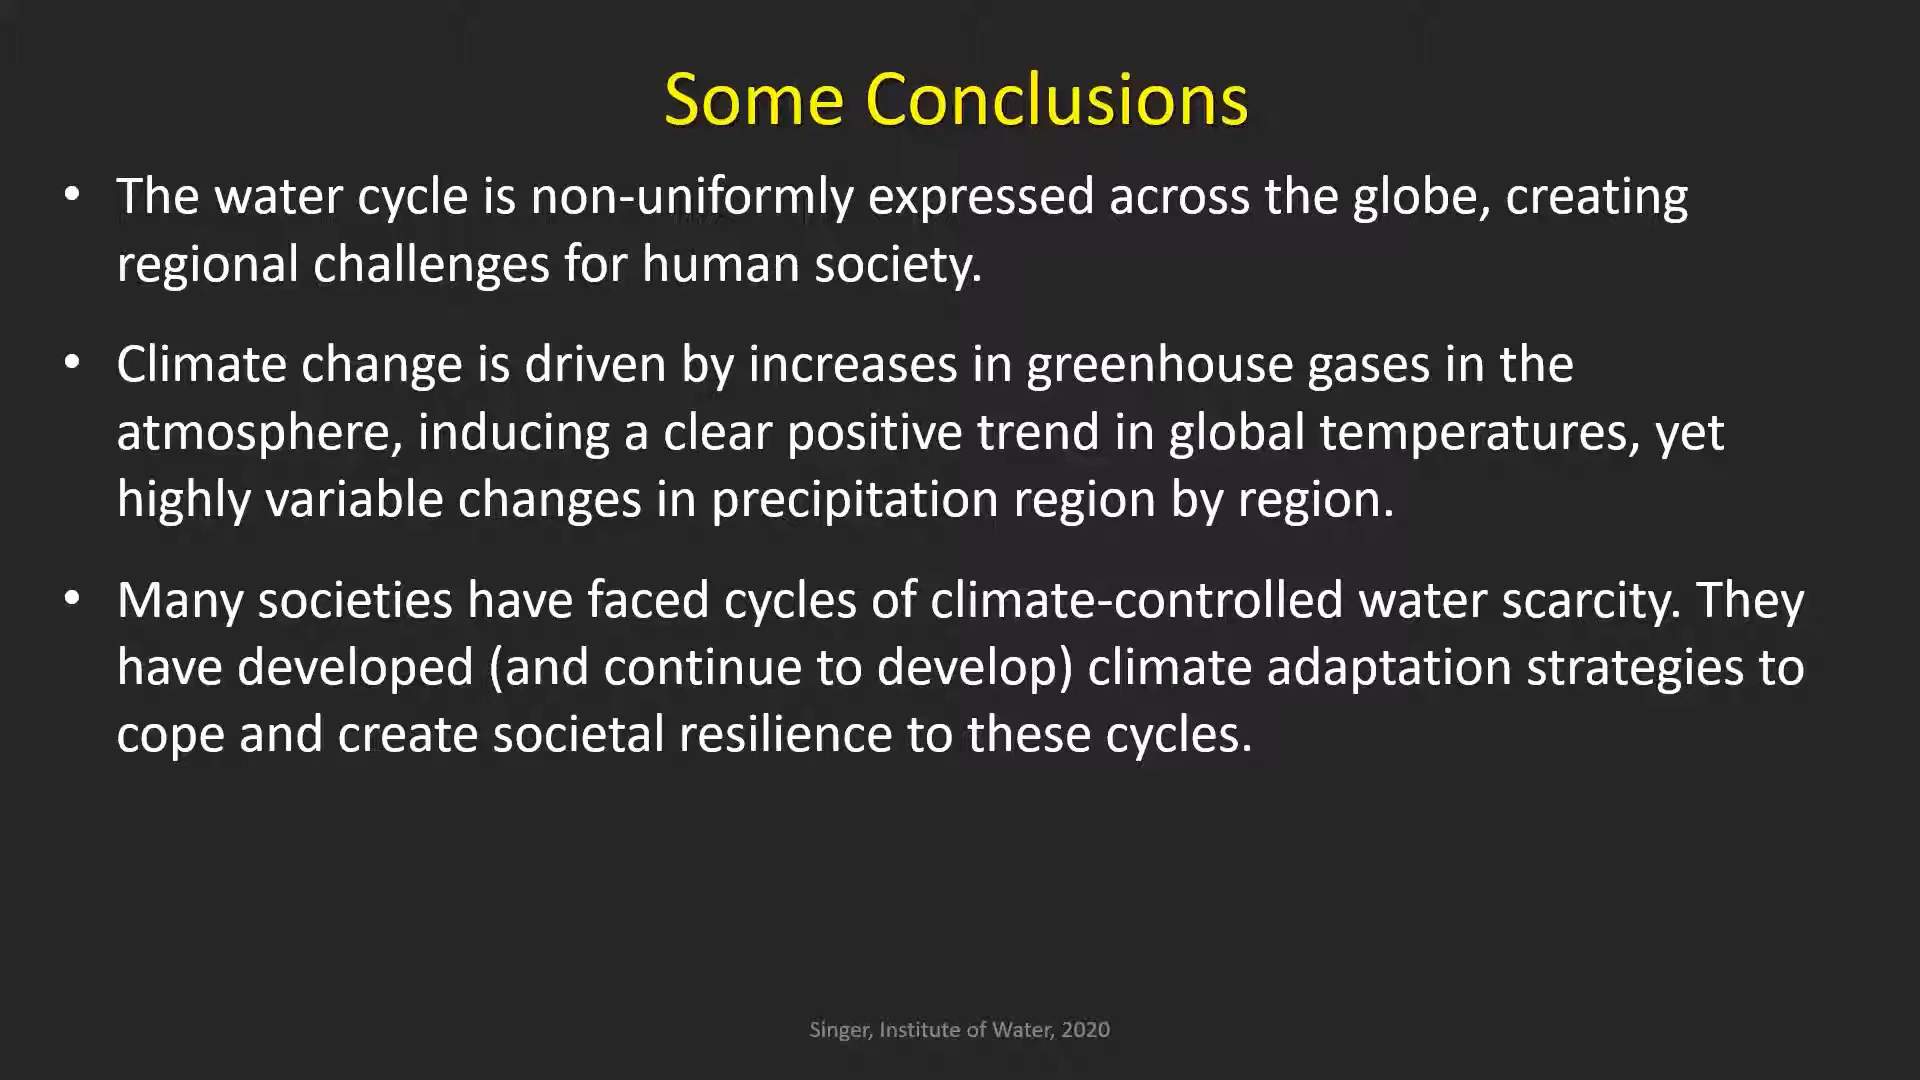 Some Conclusions
• The water cycle is non-uniformly expressed across the globe, creating
regional challenges for human society.
• Climate change is driven by increases in greenhouse gases in the
atmosphere, inducing a clear positive trend in global temperatures, yet
highly variable changes in precipitation region by region.
• Many societies have faced cycles of climate-controlled water scarcity. They
have developed (and continue to develop) climate adaptation strategies to
cope and create societal resilience to these cycles.
Singer, Institute of Water, 2020